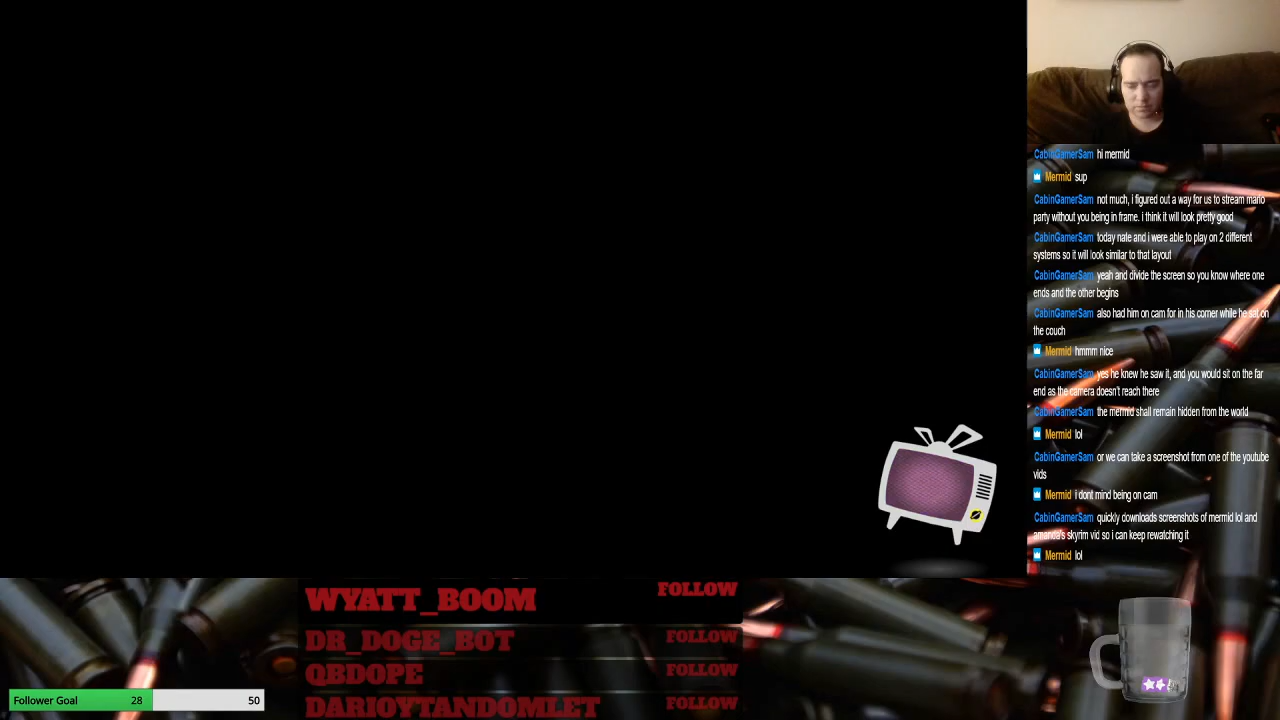 CabinGamerSam hi mermid
Mermid sup
CabinGamerSam not much, i figured out a way for us to stream mario
party without you being in frame. i think it will look pretty good
CabinGamerSam today nate and i were able to play on 2 different
systems so it will look similar to that layout
CabinGamerSam yeah and divide the screen so you know where one
ends and the other begins
CabinGamerSam also had him on cam for in his corner while he sat on
the couch
Mermid hmmm nice
CabinGamerSam yes he knew he saw it, and you would sit on the far
end as the camera doesn't reach there
CabinGamerSam the mermid shall remain hidden from the world
Mermid lol
CabinGamerSam or we can take a screenshot from one of the youtube
vids
Mermid i dont mind being on cam
CabinGamerSam quickly downloads screenshots of mermid lol and
amanda's skyrim vid so i can keep rewatching it
Mermid lol
WYATT_BOOM FOLLOW
DR_DOGE_BOT FOLLOW
QBDOPE FOLLOW
DARIOYTANDOMLET FOLLOW
Follower Goal 28 50